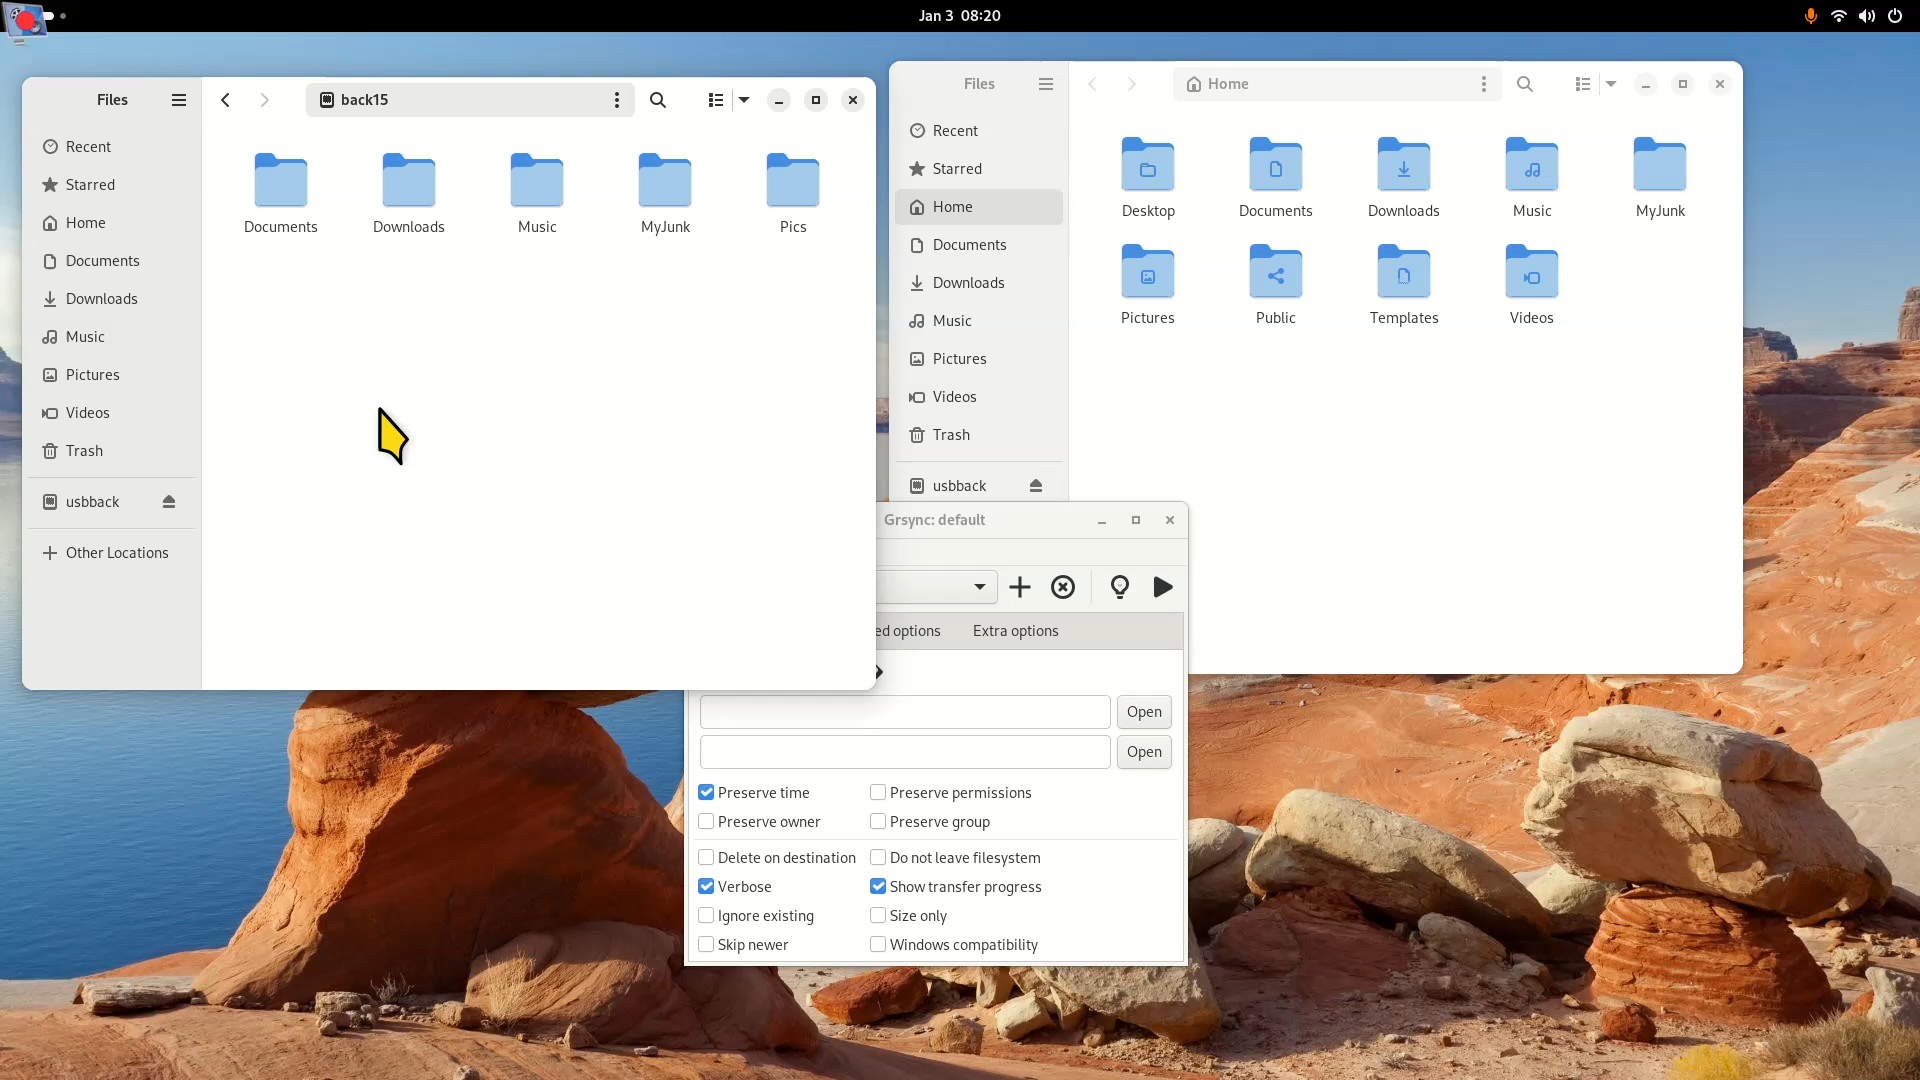 Jan 3 08:20
Files
back15
Recent
Starred
Home
Documents
Downloads
Music
Pictures
Videos
Trash
usbback
Other Locations
Documents
Downloads
Music
MyJunk
Pics
Files
Home
Recent
Starred
Home
Documents
Downloads
Music
Pictures
Videos
Trash
usbback
Desktop
Documents
Downloads
Music
MyJunk
Pictures
Public
Templates
Videos
Grsync: default
ed options
Extra options
Open
Open
Preserve time
Preserve permissions
Preserve owner
Preserve group
Delete on destination
Do not leave filesystem
Verbose
Show transfer progress
Ignore existing
Size only
Skip newer
Windows compatibility